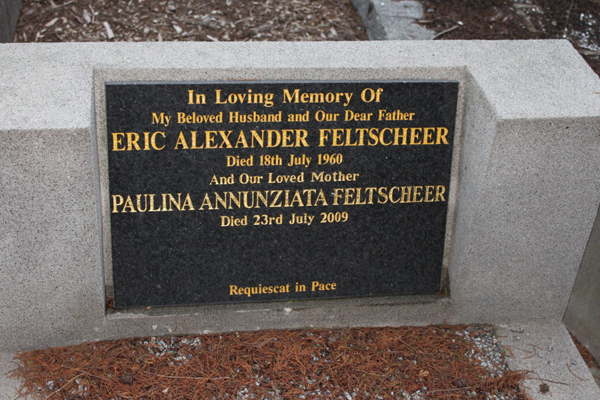 In Loving Memory Of
My Beloved Husband and Our Dear Father
ERIC ALEXANDER FELTSCHEER
Died 18th July 1960
And Our Loved Mother
PAULINA ANNUNZIATA FELTSCHEER
Died 23rd July 2009
Requiescat in Pace